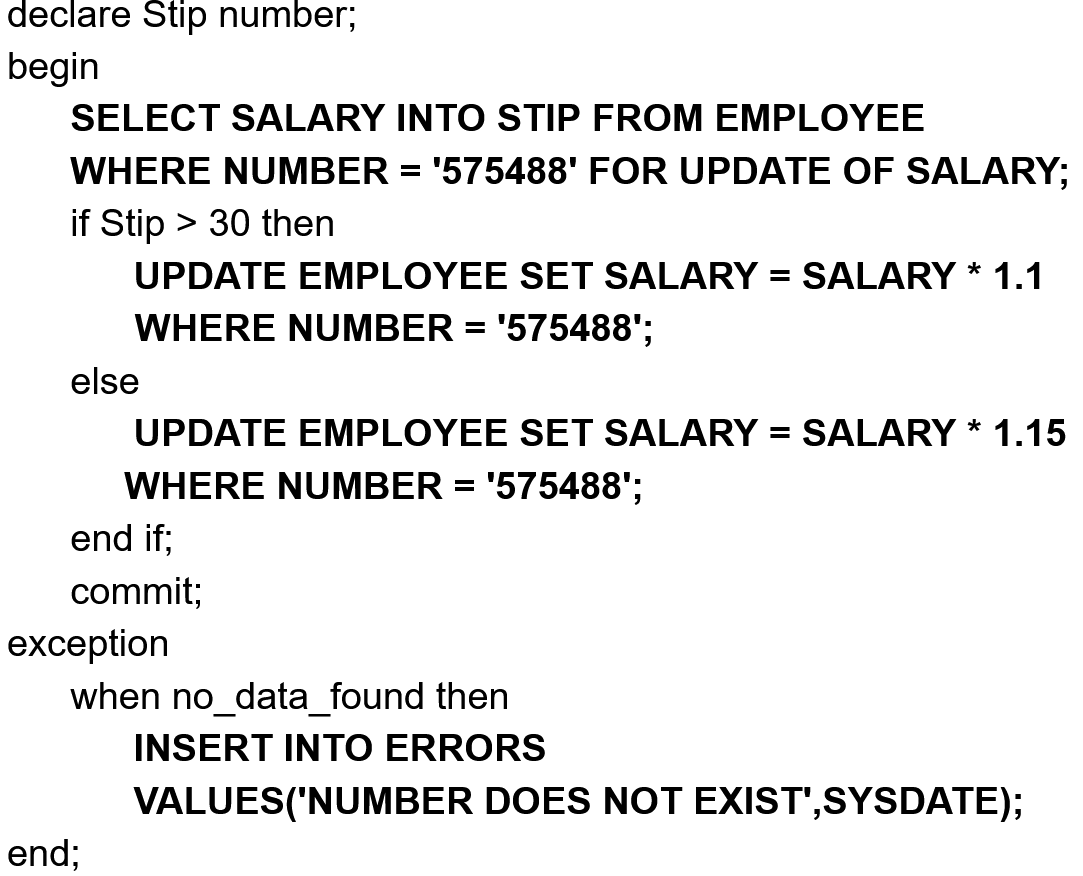 declare Stip number;
begin
SELECT SALARY INTO STIP FROM EMPLOYEE
WHERE NUMBER = '575488' FOR UPDATE OF SALARY;
if Stip > 30 then
UPDATE EMPLOYEE SET SALARY = SALARY * 1.1
WHERE NUMBER = '575488';
else
UPDATE EMPLOYEE SET SALARY = SALARY * 1.15
WHERE NUMBER = '575488';
end if;
commit;
exception
when no_data_found then
INSERT INTO ERRORS
VALUES('NUMBER DOES NOT EXIST',SYSDATE);
end;